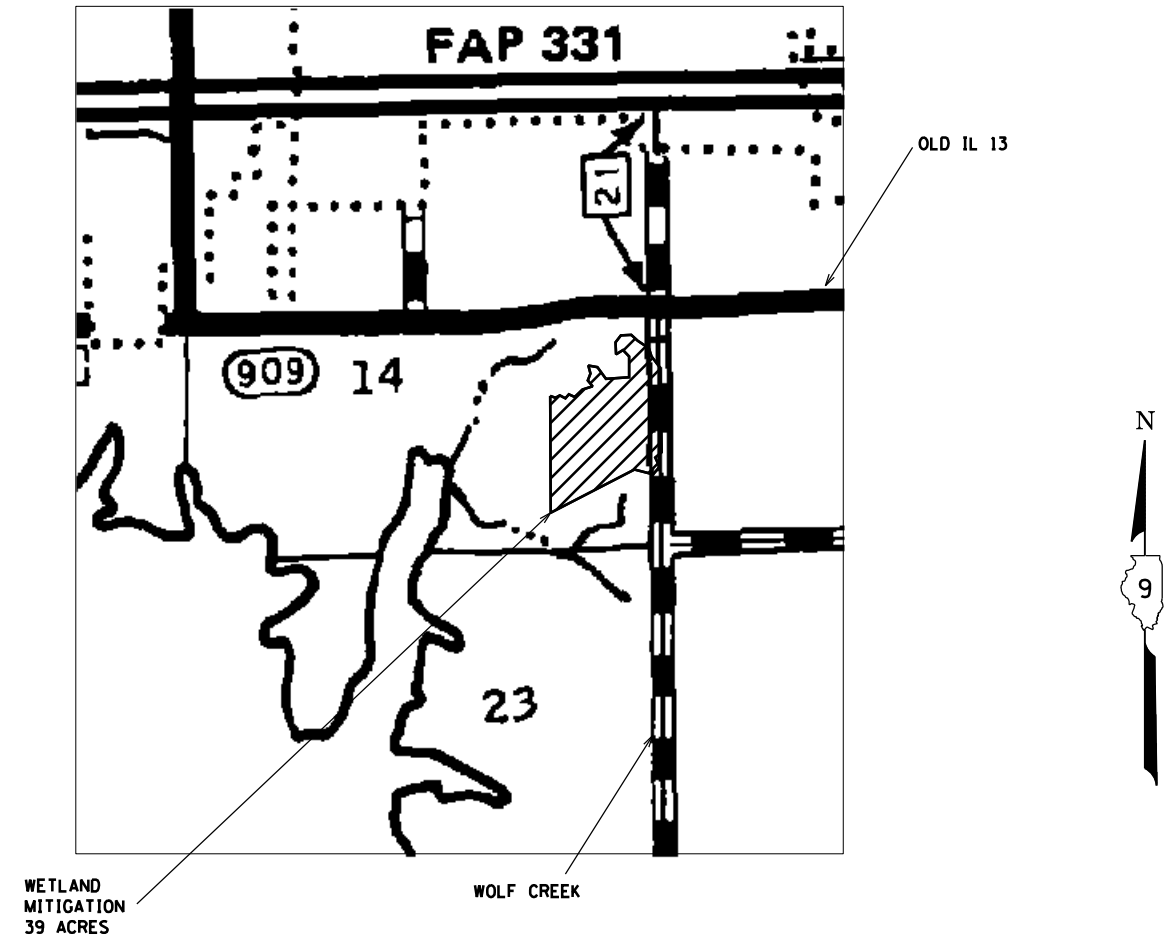 FAP 331
21
OLD IL 13
909
14
N
9
23
WETLAND
MITIGATION
39 ACRES
WOLF CREEK